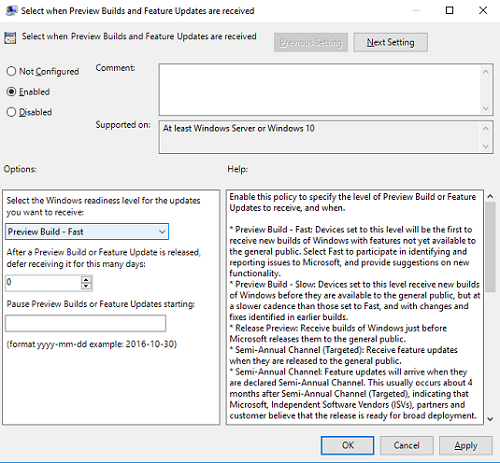 Select when Preview Builds and Feature Updates are received
Select when Preview Builds and Feature Updates are received
Previous Setting
Next Setting
Not Configured
Enabled
Disabled
Comment:
Supported on:
At least Windows Server or Windows 10
Options:
Help:
Select the Windows readiness level for the updates
you want to receive:
Preview Build - Fast
After a Preview Build or Feature Update is released,
defer receiving it for this many days:
0
Pause Preview Builds or Feature Updates starting:
(format yyyy-mm-dd example: 2016-10-30)
Enable this policy to specify the level of Preview Build or Feature
Updates to receive, and when.
* Preview Build - Fast: Devices set to this level will be the first to
receive new builds of Windows with features not yet available to
the general public. Select Fast to participate in identifying and
reporting issues to Microsoft, and provide suggestions on new
functionality.
* Preview Build - Slow: Devices set to this level receive new builds
of Windows before they are available to the general public, but at
a slower cadence than those set to Fast, and with changes and
fixes identified in earlier builds.
* Release Preview: Receive builds of Windows just before
Microsoft releases them to the general public.
* Semi-Annual Channel (Targeted): Receive feature updates
when they are released to the general public.
* Semi-Annual Channel: Feature updates will arrive when they
are declared Semi-Annual Channel. This usually occurs about 4
months after Semi-Annual Channel (Targeted), indicating that
Microsoft, Independent Software Vendors (ISVs), partners and
customer believe that the release is ready for broad deployment.
OK
Cancel
Apply